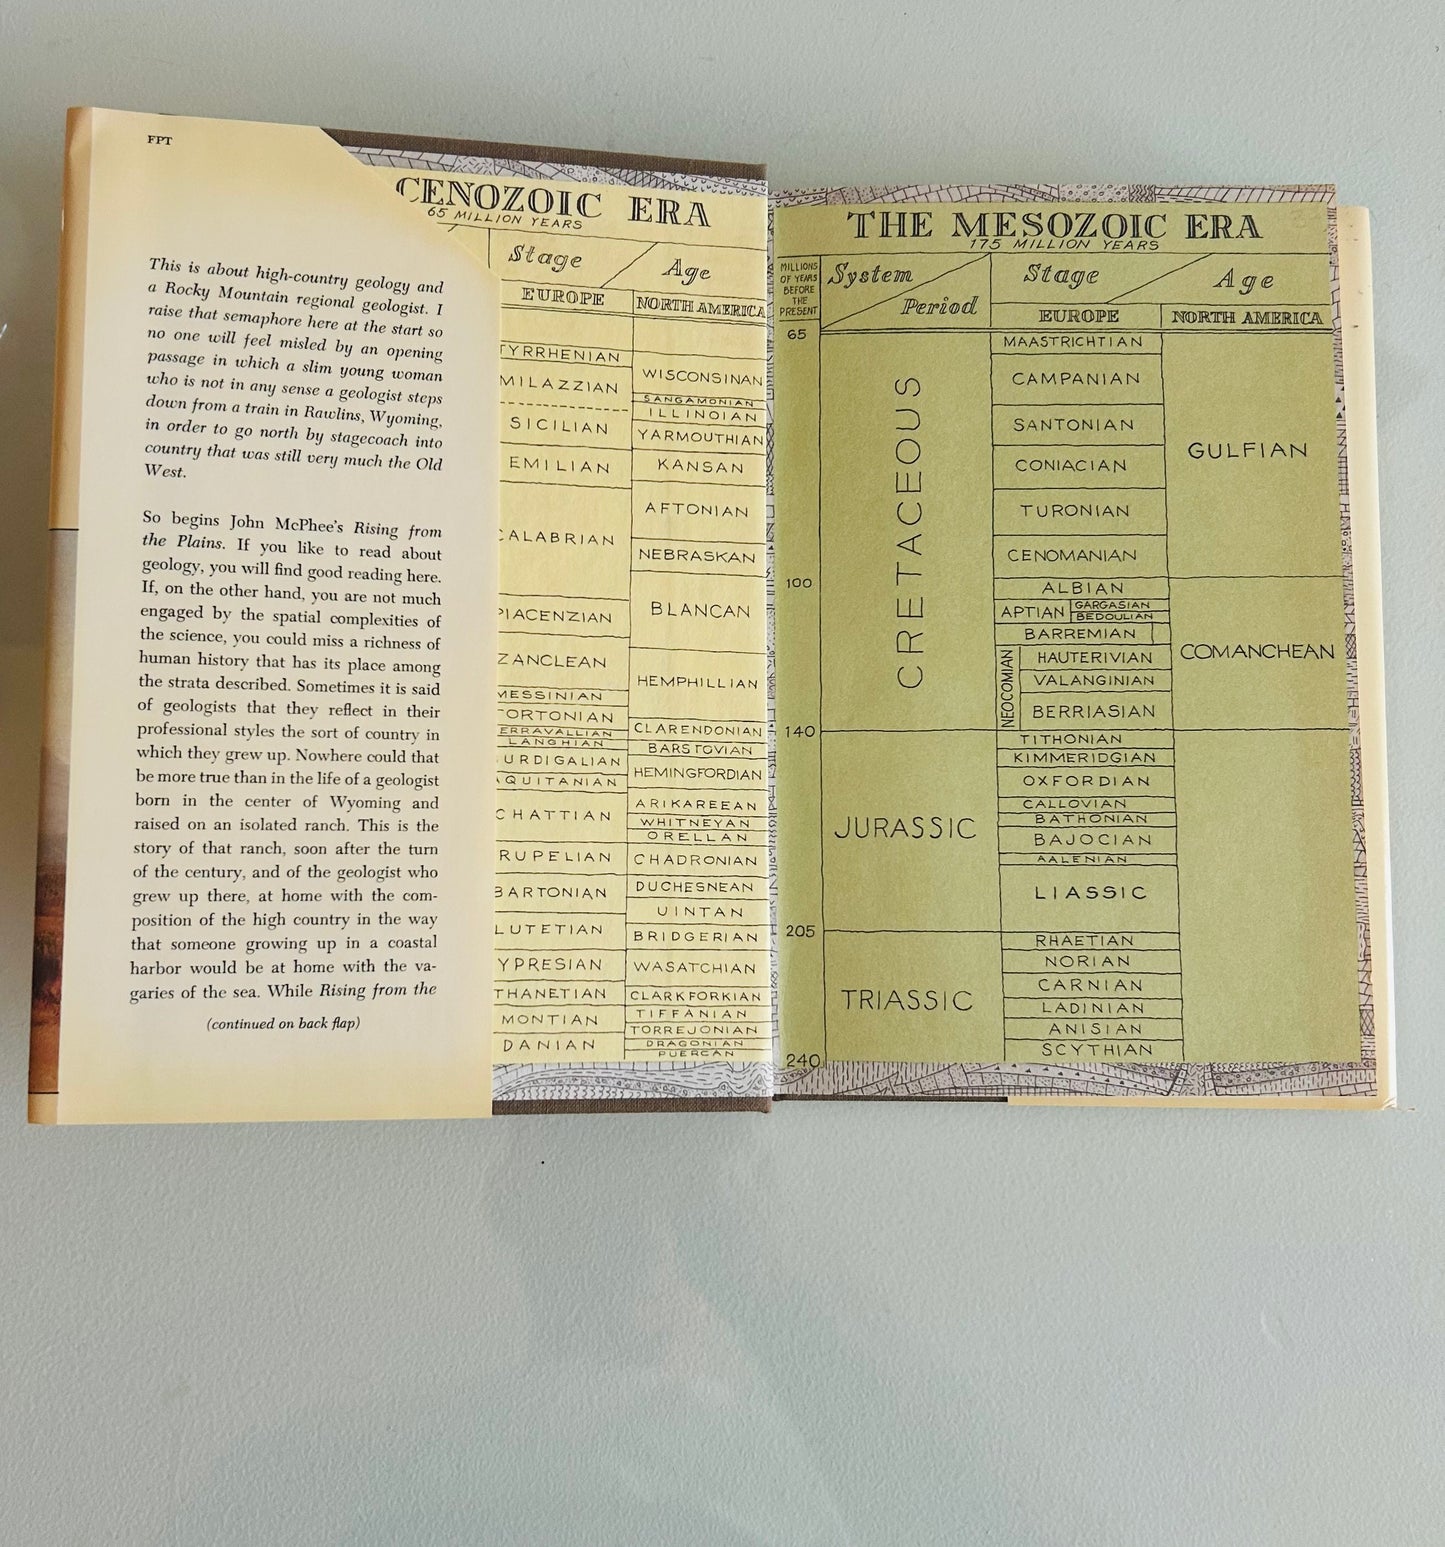 FPT
This is about high-country geology and
a Rocky Mountain regional geologist. I
raise that semaphore here at the start so
no one will feel misled by an opening
passage in which a slim young woman
who is not in any sense a geologist steps
down from a train in Rawlins, Wyoming,
in order to go north by stagecoach into
country that was still very much the Old
West.
So begins John McPhee's Rising from
the Plains. If you like to read about
geology, you will find good reading here.
If, on the other hand, you are not much
engaged by the spatial complexities of
the science, you could miss a richness of
human history that has its place among
the strata described. Sometimes it is said
of geologists that they reflect in their
professional styles the sort of country in
which they grew up. Nowhere could that
be more true than in the life of a geologist
born in the center of Wyoming and
raised on an isolated ranch. This is the
story of that ranch, soon after the turn
of the century, and of the geologist who
grew up there, at home with the com-
position of the high country in the way
that someone growing up in a coastal
harbor would be at home with the va-
garies of the sea. While Rising from the
(continued on back flap)
CENOZOIC ERA
65 MILLION YEARS
Stage
Age
EUROPE
NORTH AMERICA
TYRRHENIAN
MILAZZIAN
SICILIAN
EMILIAN
CALABRIAN
PIACENZIAN
ZANCLEAN
MESSINIAN
TORTONIAN
ERRAVALLIAN
LANGHIAN
URDIGALIAN
AQUITANIAN
CHATTIAN
RUPELIAN
BARTONIAN
LUTETIAN
YPRESIAN
THANETIAN
MONTIAN
DANIAN
WISCONSINAN
SANGAMONIAN
ILLINOIAN
YARMOUTHIAN
KANSAN
AFTONIAN
NEBRASKAN
BLANCAN
HEMPHILLIAN
CLARENDONIAN
BARSTOVIAN
HEMINGFORDIAN
ARIKAREEAN
WHITNEYAN
ORELLAN
CHADRONIAN
DUCHESNEAN
UINTAN
BRIDGERIAN
WASATCHIAN
CLARKFORKIAN
TIFFANIAN
TORREJONIAN
DRAGONIAN
PUERCAN
THE MESOZOIC ERA
175 MILLION YEARS
MILLIONS
OF YEARS
BEFORE
THE
PRESENT
System
Period
Stage
Age
EUROPE
NORTH AMERICA
65
100
140
205
240
CRETACEOUS
JURASSIC
TRIASSIC
MAASTRICHTIAN
CAMPANIAN
SANTONIAN
CONIACIAN
TURONIAN
CENOMANIAN
ALBIAN
APTIAN
GARGASIAN
BEDOULIAN
BARREMIAN
NEOCOMIAN
HAUTERIVIAN
VALANGINIAN
BERRIASIAN
TITHONIAN
KIMMERIDGIAN
OXFORDIAN
CALLOVIAN
BATHONIAN
BAJOCIAN
AALENIAN
LIASSIC
RHAETIAN
NORIAN
CARNIAN
LADINIAN
ANISIAN
SCYTHIAN
GULFIAN
COMANCHEAN